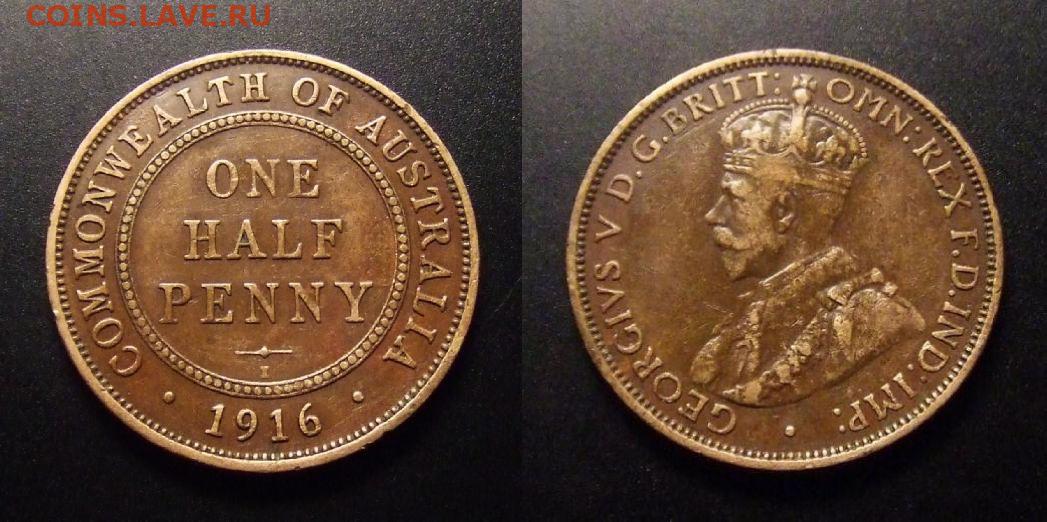 COINS.LAVE.RU
COMMONWEALTH OF AUSTRALIA
ONE
HALF
PENNY
I
1916
GEORGIVS V D.G.BRITT: OMN:REX F.D.IND:IMP: